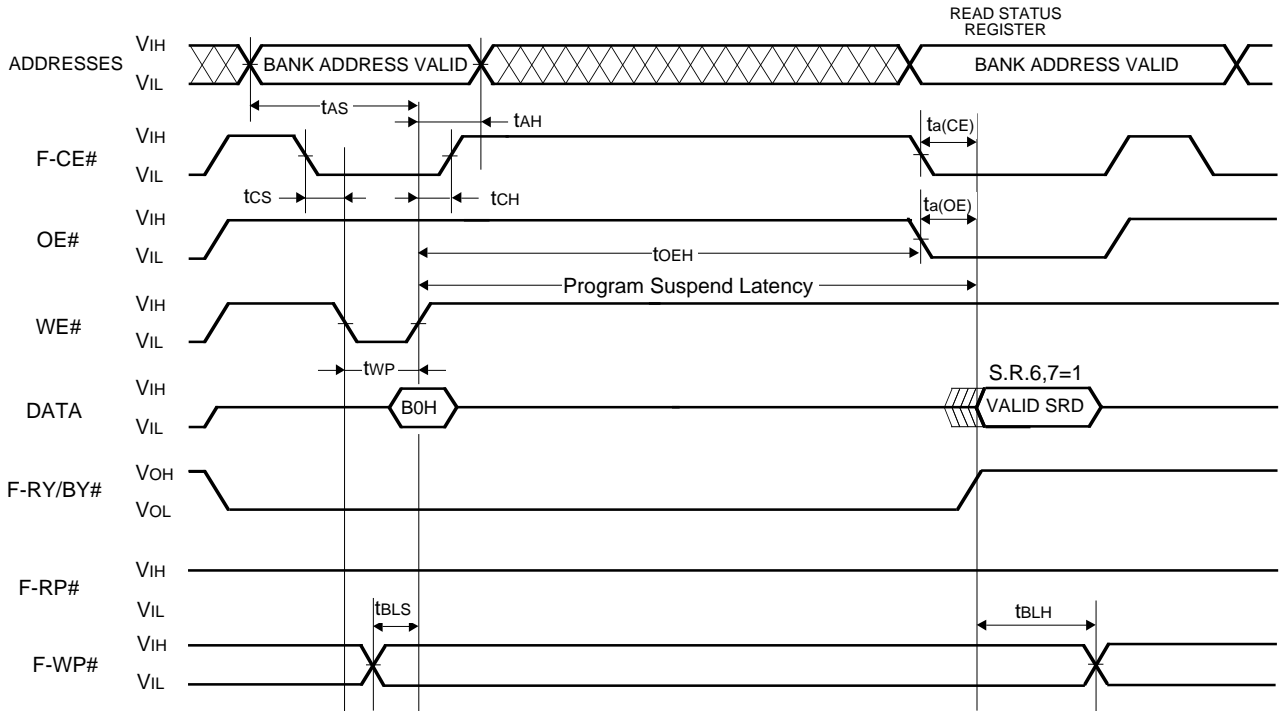 READ STATUS
REGISTER
ADDRESSES
VIH
VIL
BANK ADDRESS VALID
BANK ADDRESS VALID
tAS
tAH
ta(CE)
F-CE#
VIH
VIL
tCS
tCH
ta(OE)
OE#
VIH
VIL
tOEH
Program Suspend Latency
WE#
VIH
VIL
tWP
S.R.6,7=1
DATA
VIH
VIL
B0H
VALID SRD
F-RY/BY#
VOH
VOL
F-RP#
VIH
VIL
tBLS
tBLH
F-WP#
VIH
VIL